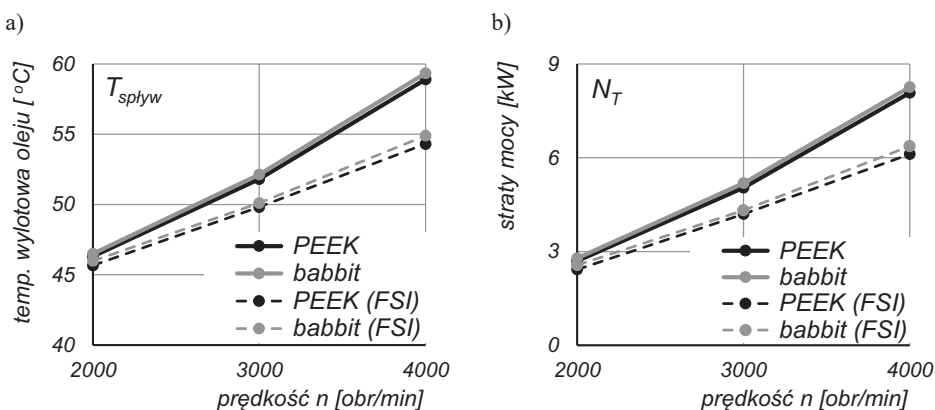 a)
temp. wylotowa oleju [ °C]
60
55
50
45
40
T spływ
PEEK
babbit
PEEK (FSI)
babbit (FSI)
2000 3000 4000
prędkość n [obr/min]
b)
straty mocy [kW]
9
6
3
0
N T
PEEK
babbit
PEEK (FSI)
babbit (FSI)
2000 3000 4000
prędkość n [obr/min]